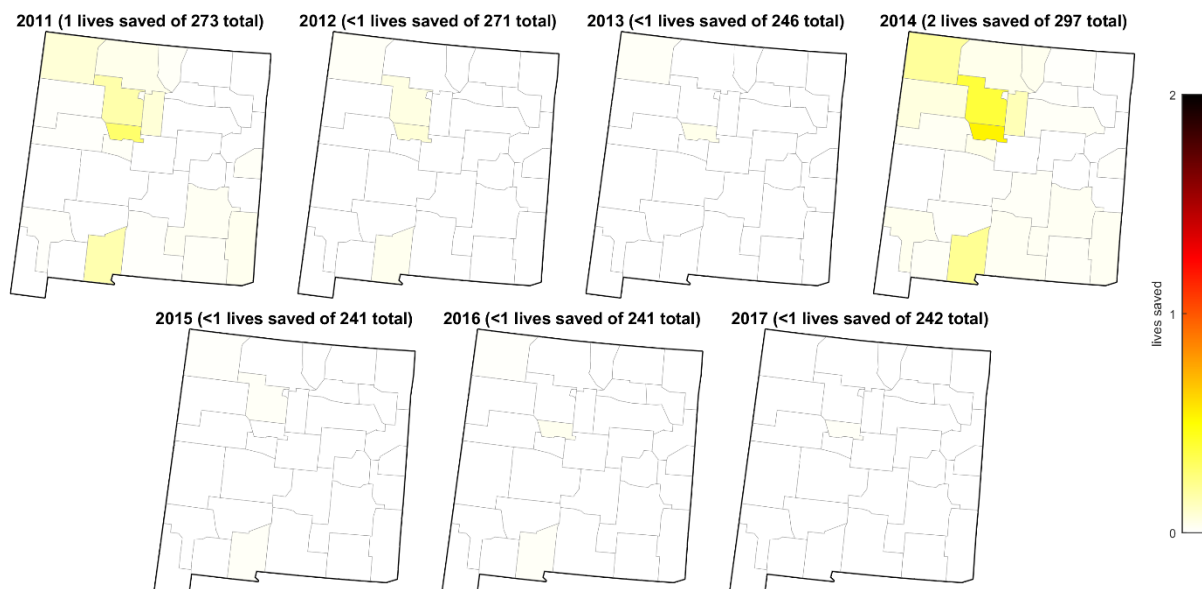 2011 (1 lives saved of 273 total)
2012 (<1 lives saved of 271 total)
2013 (<1 lives saved of 246 total)
2014 (2 lives saved of 297 total)
2015 (<1 lives saved of 241 total)
2016 (<1 lives saved of 241 total)
2017 (<1 lives saved of 242 total)
2
1
0
lives saved